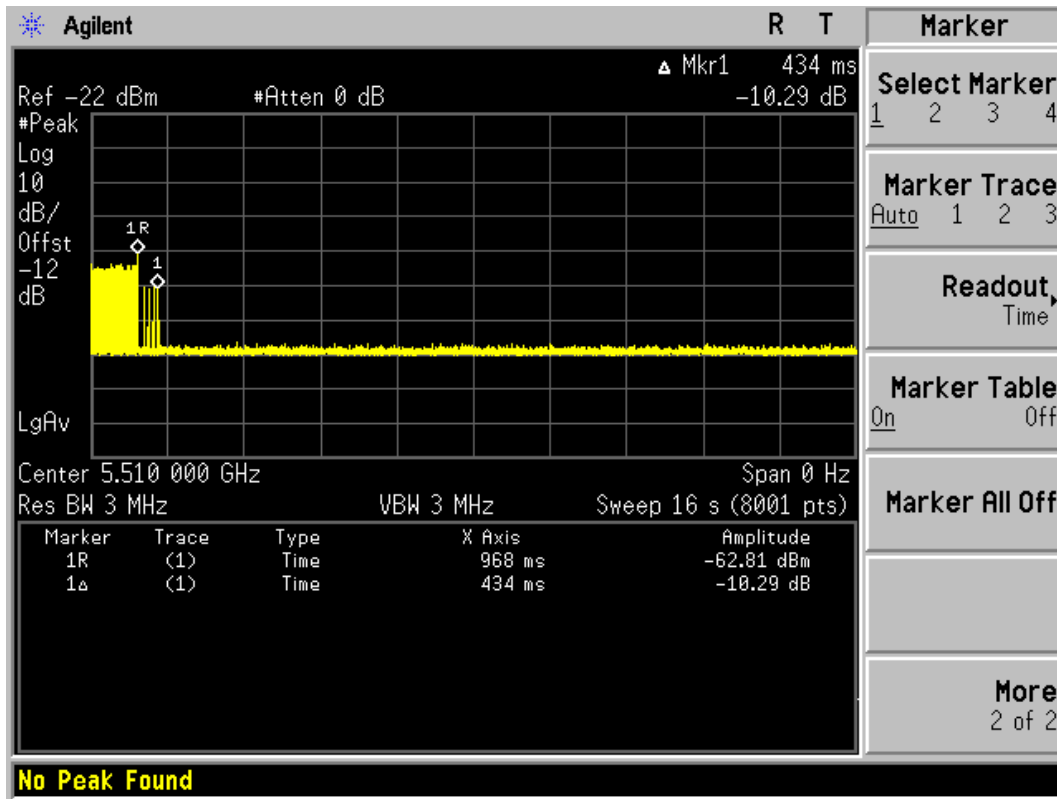 Agilent
R T
Marker
Δ Mkr1 434 ms
Ref -22 dBm #Atten 0 dB -10.29 dB
#Peak
Log
10
dB/
Offst
-12
dB
1R
1
LgAv
Center 5.510 000 GHz Span 0 Hz
Res BW 3 MHz VBW 3 MHz Sweep 16 s (8001 pts)
Marker Trace Type X Axis Amplitude
1R (1) Time 968 ms -62.81 dBm
1Δ (1) Time 434 ms -10.29 dB
Select Marker
1 2 3 4
Marker Trace
Auto 1 2 3
Readout
Time
Marker Table
On Off
Marker All Off
More
2 of 2
No Peak Found